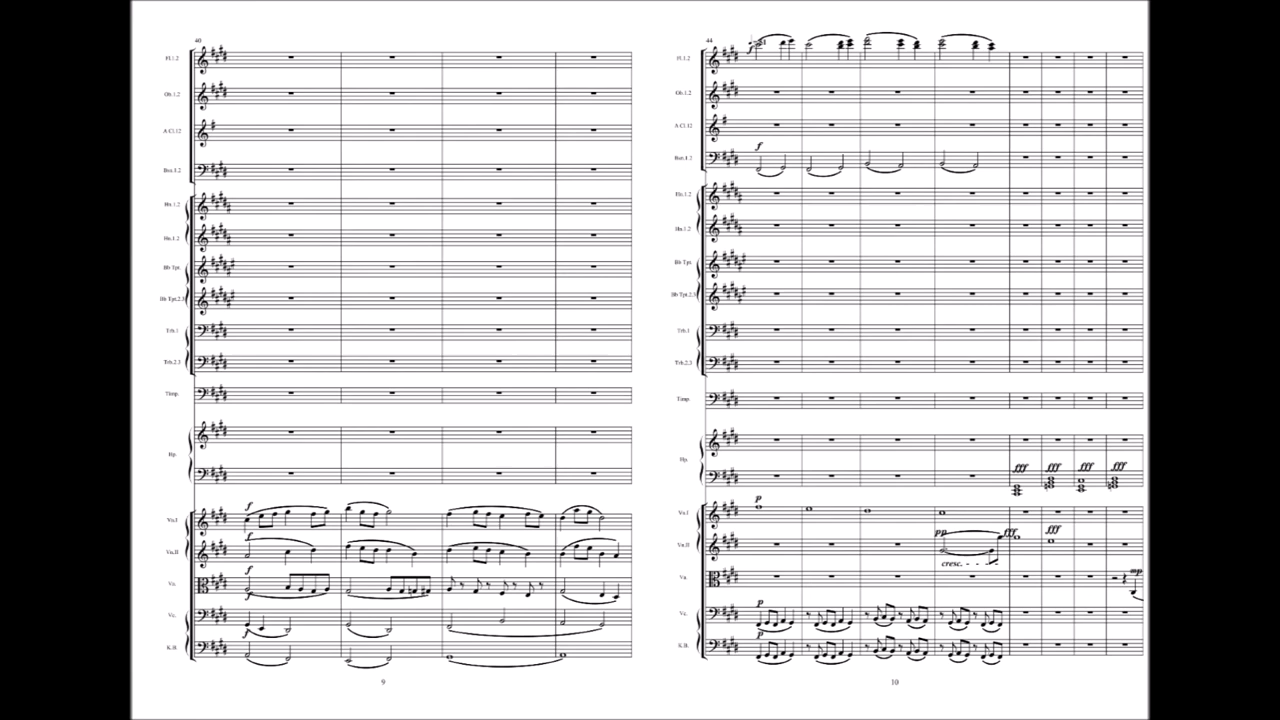 40
Fl.1.2
Ob.1.2
A Cl.12
Bsn.1.2
Hn.1.2
Hn.1.2
Bb Tpt.
Bb Tpt.2.3
Trb.1
Trb.2.3
Timp.
Hp.
f
Vn.I
f
Vn.II
f
Va.
f
Vc.
f
K.B.
9
44
f
Fl.1.2
Ob.1.2
A Cl.12
f
Bsn.1.2
Hn.1.2
Hn.1.2
Bb Tpt.
Bb Tpt.2.3
Trb.1
Trb.2.3
Timp.
Hp.
fff fff fff fff
p
Vn.I
pp fff fff
Vn.II
cresc.
mp
Va.
p
Vc.
p
K.B.
10